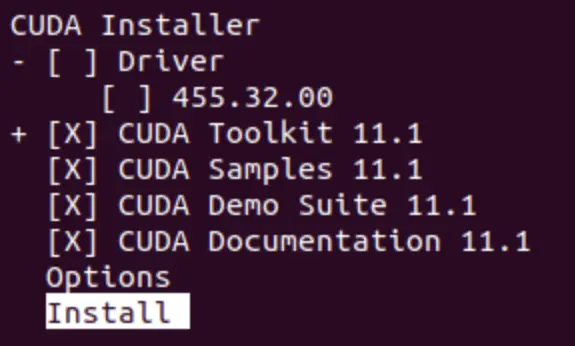 CUDA Installer
- [ ] Driver
[ ] 455.32.00
+ [X] CUDA Toolkit 11.1
[X] CUDA Samples 11.1
[X] CUDA Demo Suite 11.1
[X] CUDA Documentation 11.1
Options
Install